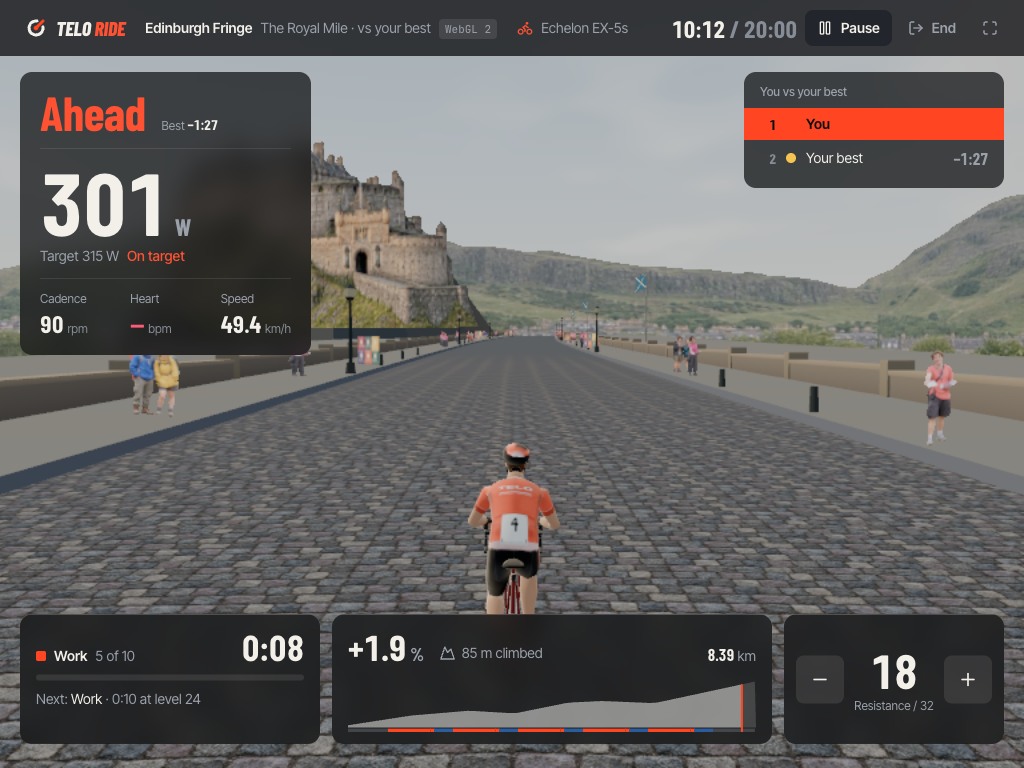 TELO RIDE Edinburgh Fringe The Royal Mile · vs your best WebGL 2 Echelon EX-5s 10:12 / 20:00 Pause End
Ahead Best −1:27
301 W
Target 315 W On target
Cadence Heart Speed
90 rpm — bpm 49.4 km/h
You vs your best
1 You
2 Your best −1:27
TELO
4
Work 5 of 10 0:08
Next: Work · 0:10 at level 24
+1.9 % 85 m climbed 8.39 km
− 18 +
Resistance / 32